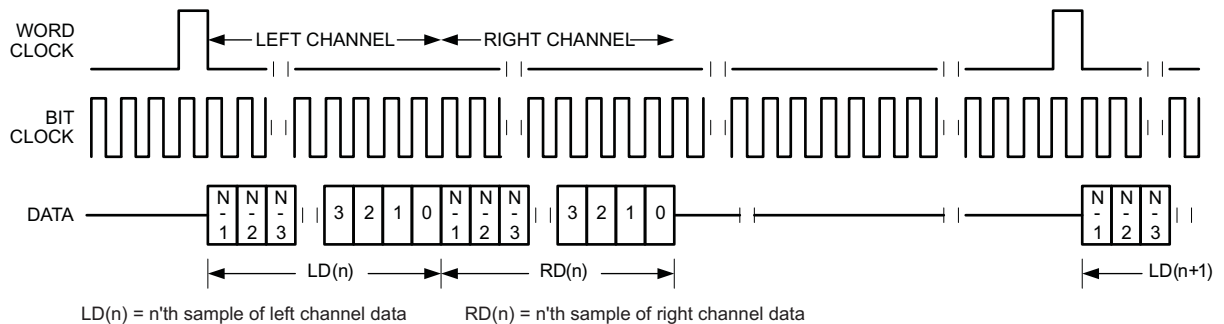 WORD
CLOCK
LEFT CHANNEL
RIGHT CHANNEL
BIT
CLOCK
DATA
N-1
N-2
N-3
3
2
1
0
N-1
N-2
N-3
3
2
1
0
N-1
N-2
N-3
LD(n)
RD(n)
LD(n+1)
LD(n) = n'th sample of left channel data
RD(n) = n'th sample of right channel data